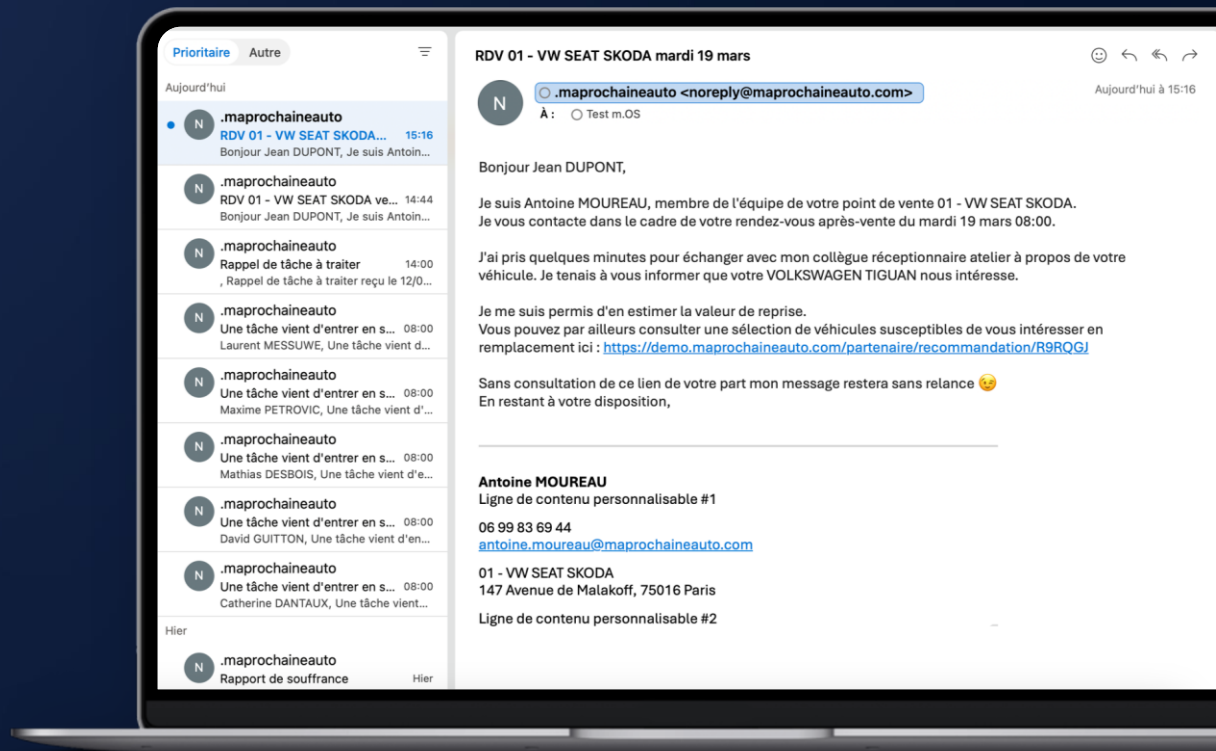 Prioritaire Autre
Aujourd'hui
N
.maprochaineauto
RDV 01 - VW SEAT SKODA... 15:16
Bonjour Jean DUPONT, Je suis Antoin...
N
.maprochaineauto
RDV 01 - VW SEAT SKODA ve... 14:44
Bonjour Jean DUPONT, Je suis Antoin...
N
.maprochaineauto
Rappel de tâche à traiter 14:00
, Rappel de tâche à traiter reçu le 12/0...
N
.maprochaineauto
Une tâche vient d'entrer en s... 08:00
Laurent MESSUWE, Une tâche vient d...
N
.maprochaineauto
Une tâche vient d'entrer en s... 08:00
Maxime PETROVIC, Une tâche vient d'...
N
.maprochaineauto
Une tâche vient d'entrer en s... 08:00
Mathias DESBOIS, Une tâche vient d'e...
N
.maprochaineauto
Une tâche vient d'entrer en s... 08:00
David GUITTON, Une tâche vient d'en...
N
.maprochaineauto
Une tâche vient d'entrer en s... 08:00
Catherine DANTAUX, Une tâche vient...
Hier
N
.maprochaineauto
Rapport de souffrance Hier
RDV 01 - VW SEAT SKODA mardi 19 mars
N
.maprochaineauto <noreply@maprochaineauto.com>
À : Test m.OS
Aujourd'hui à 15:16
Bonjour Jean DUPONT,
Je suis Antoine MOUREAU, membre de l'équipe de votre point de vente 01 - VW SEAT SKODA.
Je vous contacte dans le cadre de votre rendez-vous après-vente du mardi 19 mars 08:00.
J'ai pris quelques minutes pour échanger avec mon collègue réceptionnaire atelier à propos de votre
véhicule. Je tenais à vous informer que votre VOLKSWAGEN TIGUAN nous intéresse.
Je me suis permis d'en estimer la valeur de reprise.
Vous pouvez par ailleurs consulter une sélection de véhicules susceptibles de vous intéresser en
remplacement ici : https://demo.maprochaineauto.com/partenaire/recommandation/R9RQGJ
Sans consultation de ce lien de votre part mon message restera sans relance 😉
En restant à votre disposition,
Antoine MOUREAU
Ligne de contenu personnalisable #1
06 99 83 69 44
antoine.moureau@maprochaineauto.com
01 - VW SEAT SKODA
147 Avenue de Malakoff, 75016 Paris
Ligne de contenu personnalisable #2